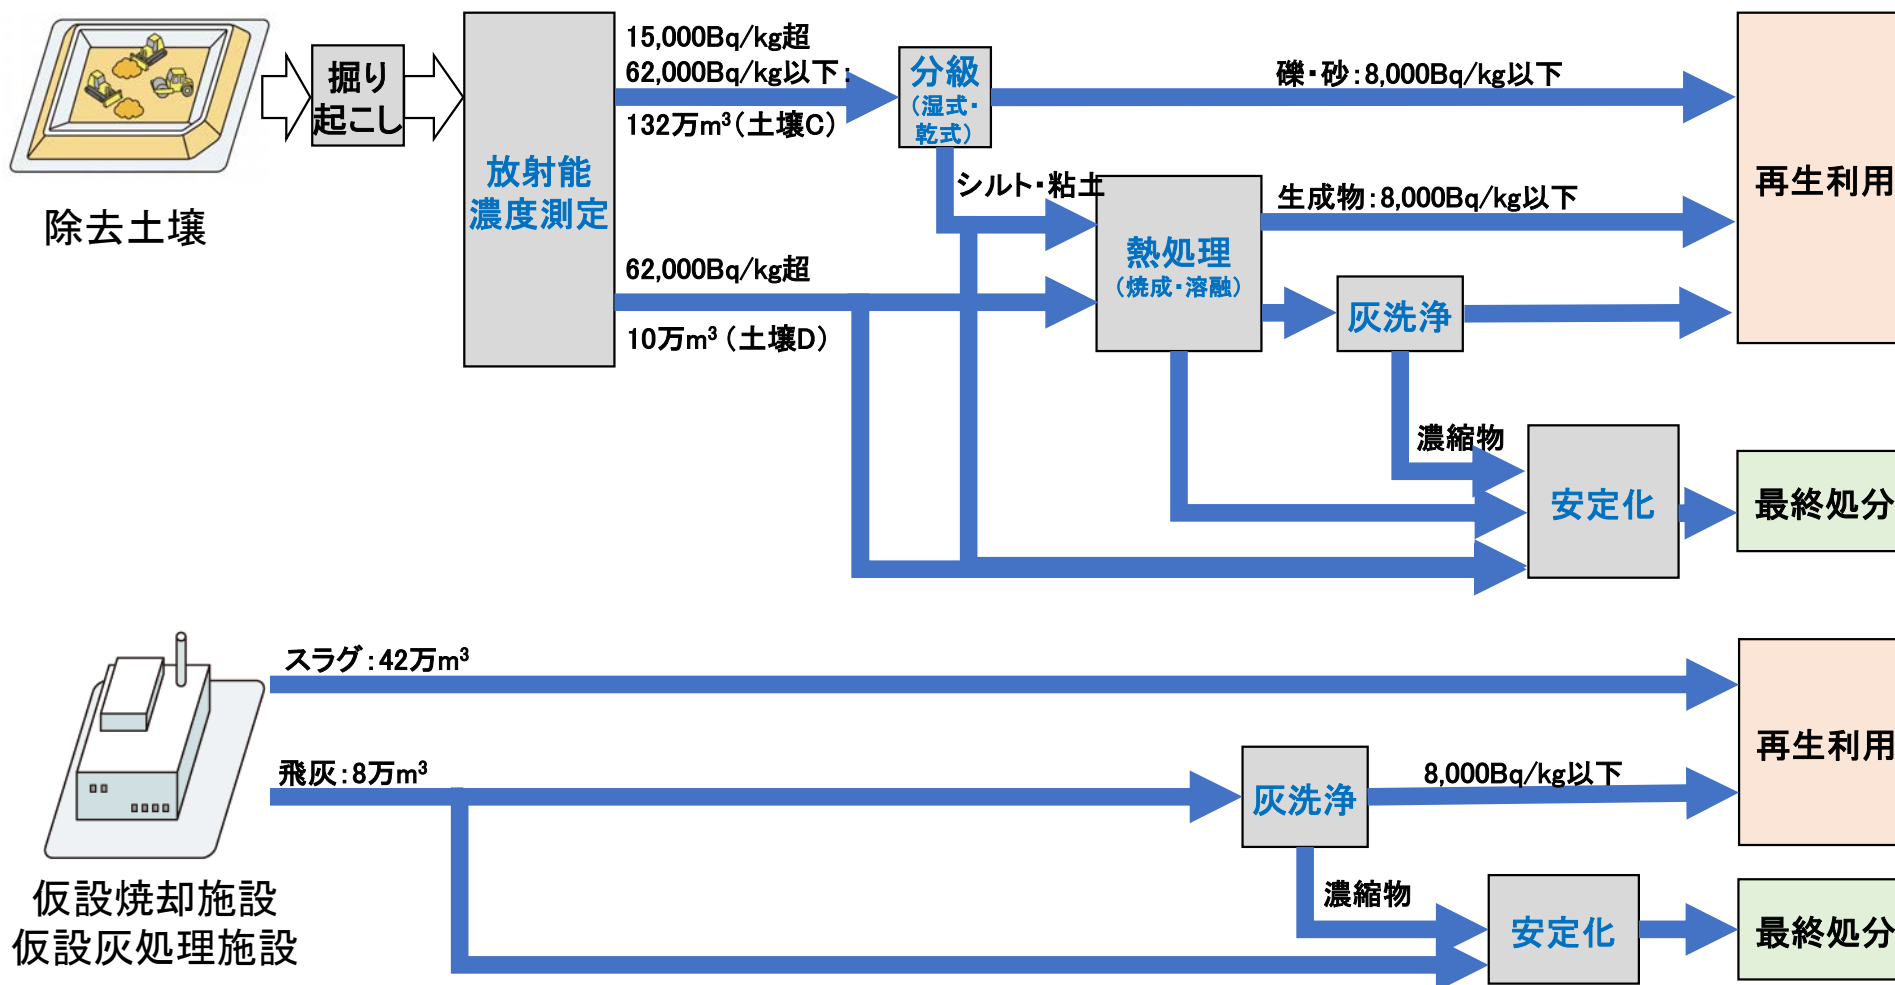 除去土壌
掘り
起こし
放射能
濃度測定
15,000Bq/kg超
62,000Bq/kg以下:
132万m³(土壌C)
62,000Bq/kg超
10万m³(土壌D)
分級
(湿式・
乾式)
シルト・粘土
礫・砂:8,000Bq/kg以下
熱処理
(焼成・溶融)
生成物:8,000Bq/kg以下
灰洗浄
濃縮物
安定化
再生利用
最終処分
仮設焼却施設
仮設灰処理施設
スラグ:42万m³
飛灰:8万m³
灰洗浄
8,000Bq/kg以下
濃縮物
安定化
再生利用
最終処分